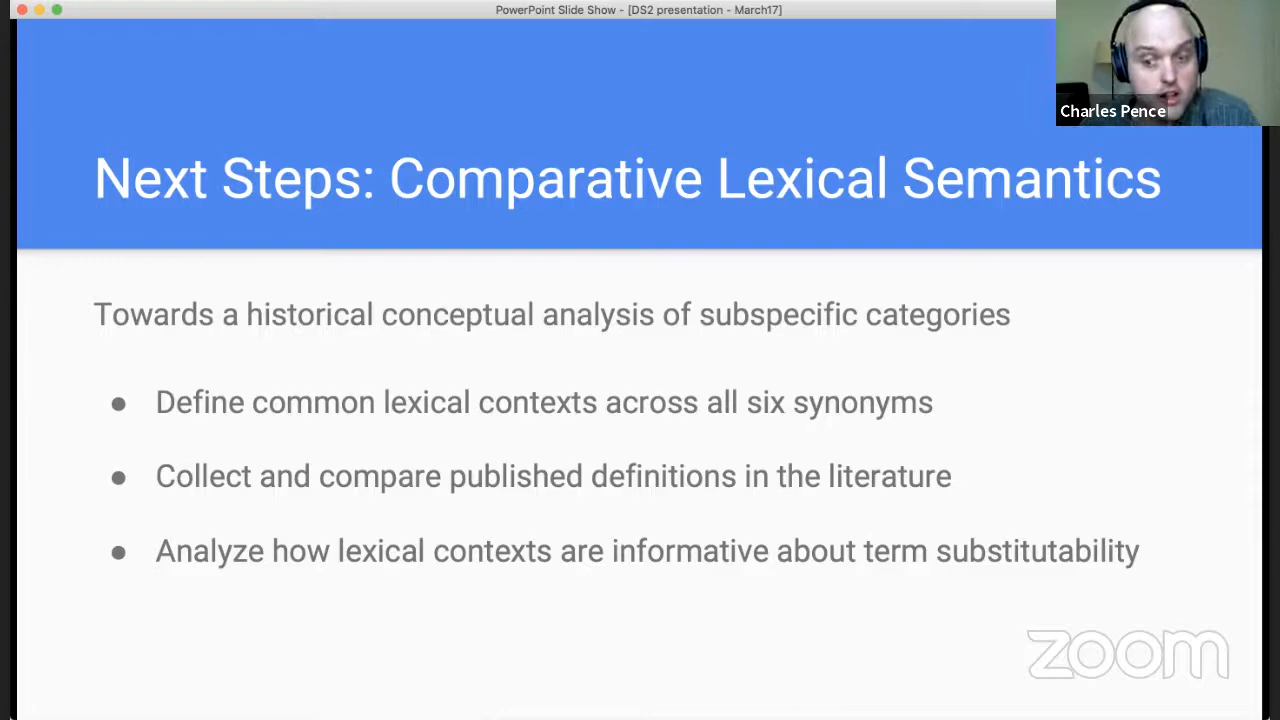 PowerPoint Slide Show - [DS2 presentation - March17]
Charles Pence
Next Steps: Comparative Lexical Semantics
Towards a historical conceptual analysis of subspecific categories
● Define common lexical contexts across all six synonyms
● Collect and compare published definitions in the literature
● Analyze how lexical contexts are informative about term substitutability
zoom